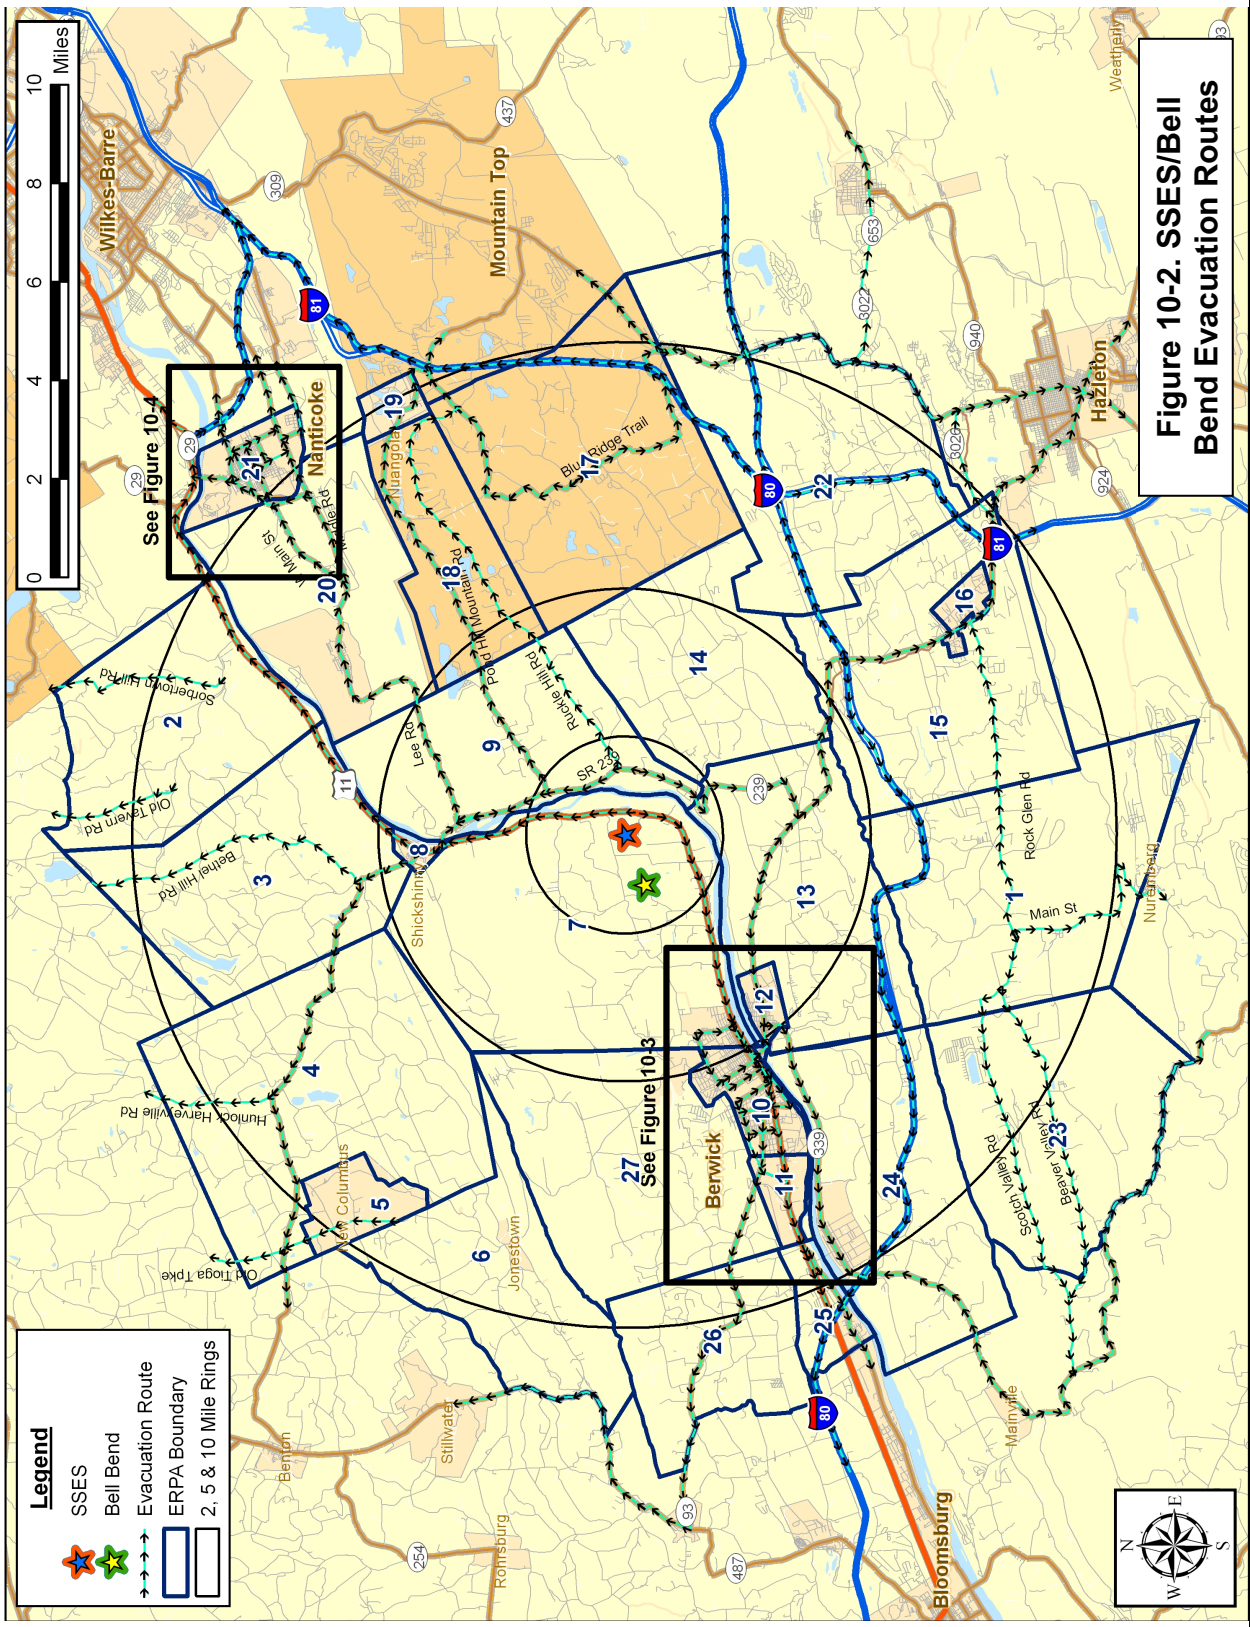 Figure 10-2. SSES/Bell
Bend Evacuation Routes
Legend
SSES
Bell Bend
Evacuation Route
ERPA Boundary
2, 5 & 10 Mile Rings
0
2
4
6
8
10
Miles
N
W
E
S
See Figure 10-4
See Figure 10-3
Wilkes-Barre
Mountain Top
Nanticoke
Nuangola
Hazleton
Weatherly
Nuremberg
Shickshinny
Berwick
New Columbus
Jonestown
Stillwater
Benton
Rohrsburg
Bloomsburg
Mainville
Sorbertown Hill Rd
Old Tavern Rd
Bethel Hill Rd
Hunlock Harveyville Rd
Old Tioga Tpke
W Main St
Middle Rd
Lee Rd
Pond Hill Mountain Rd
Ruckle Hill Rd
Blue Ridge Trail
SR 239
Rock Glen Rd
Main St
Scotch Valley Rd
Beaver Valley Rd
1
2
3
4
5
6
7
8
9
10
11
12
13
14
15
16
17
18
19
20
21
22
23
24
25
26
27
29
29
11
309
437
81
81
80
80
239
339
93
93
487
254
653
3022
940
3026
924